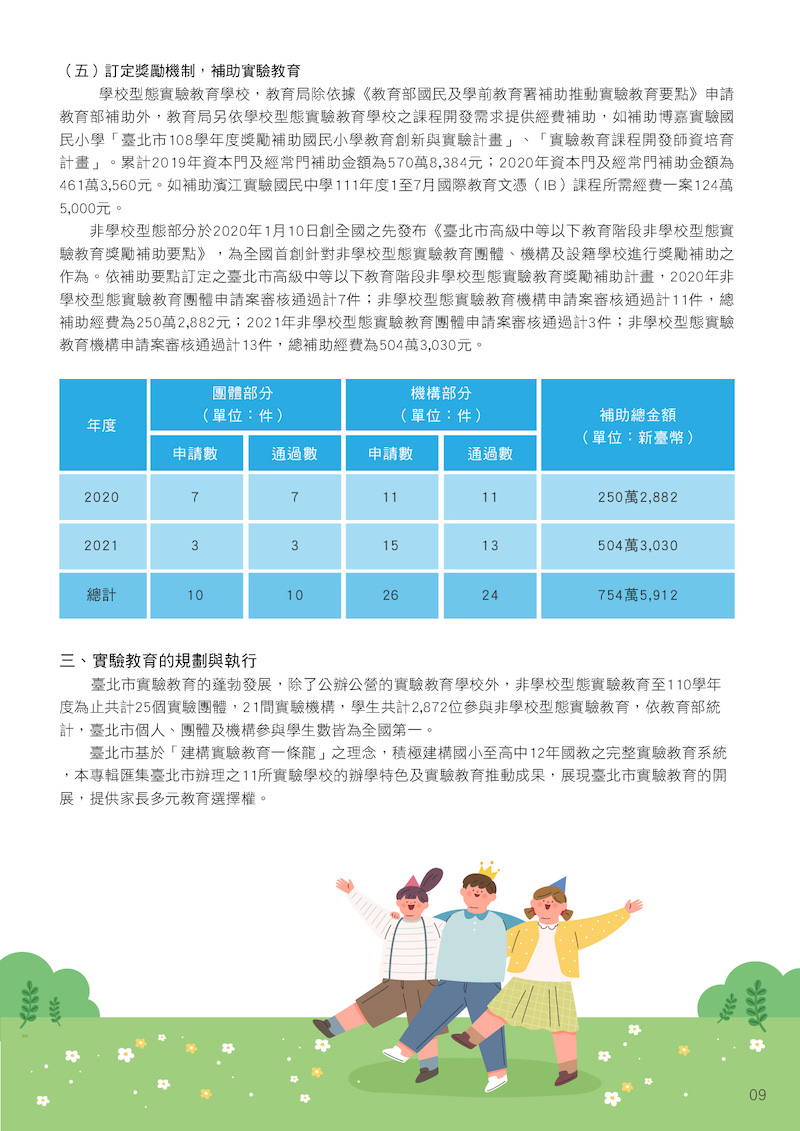 （五）訂定獎勵機制，補助實驗教育
學校型態實驗教育學校，教育局除依據《教育部國民及學前教育署補助推動實驗教育要點》申請
教育部補助外，教育局另依學校型態實驗教育學校之課程開發需求提供經費補助，如補助博嘉實驗國
民小學「臺北市108學年度獎勵補助國民小學教育創新與實驗計畫」、「實驗教育課程開發師資培育
計畫」。累計2019年資本門及經常門補助金額為570萬8,384元；2020年資本門及經常門補助金額為
461萬3,560元。如補助濱江實驗國民中學111年度1至7月國際教育文憑（IB）課程所需經費一案124萬
5,000元。
非學校型態部分於2020年1月10日創全國之先發布《臺北市高級中等以下教育階段非學校型態實
驗教育獎勵補助要點》，為全國首創針對非學校型態實驗教育團體、機構及設籍學校進行獎勵補助之
作為。依補助要點訂定之臺北市高級中等以下教育階段非學校型態實驗教育獎勵補助計畫，2020年非
學校型態實驗教育團體申請案審核通過計7件；非學校型態實驗教育機構申請案審核通過計11件，總
補助經費為250萬2,882元；2021年非學校型態實驗教育團體申請案審核通過計3件；非學校型態實驗
教育機構申請案審核通過計13件，總補助經費為504萬3,030元。
年度 團體部分（單位：件） 機構部分（單位：件） 補助總金額（單位：新臺幣）
申請數 通過數 申請數 通過數
2020 7 7 11 11 250萬2,882
2021 3 3 15 13 504萬3,030
總計 10 10 26 24 754萬5,912
三、實驗教育的規劃與執行
臺北市實驗教育的蓬勃發展，除了公辦公營的實驗教育學校外，非學校型態實驗教育至110學年
度為止共計25個實驗團體，21間實驗機構，學生共計2,872位參與非學校型態實驗教育，依教育部統
計，臺北市個人、團體及機構參與學生數皆為全國第一。
臺北市基於「建構實驗教育一條龍」之理念，積極建構國小至高中12年國教之完整實驗教育系統
，本專輯匯集臺北市辦理之11所實驗學校的辦學特色及實驗教育推動成果，展現臺北市實驗教育的開
展，提供家長多元教育選擇權。
09